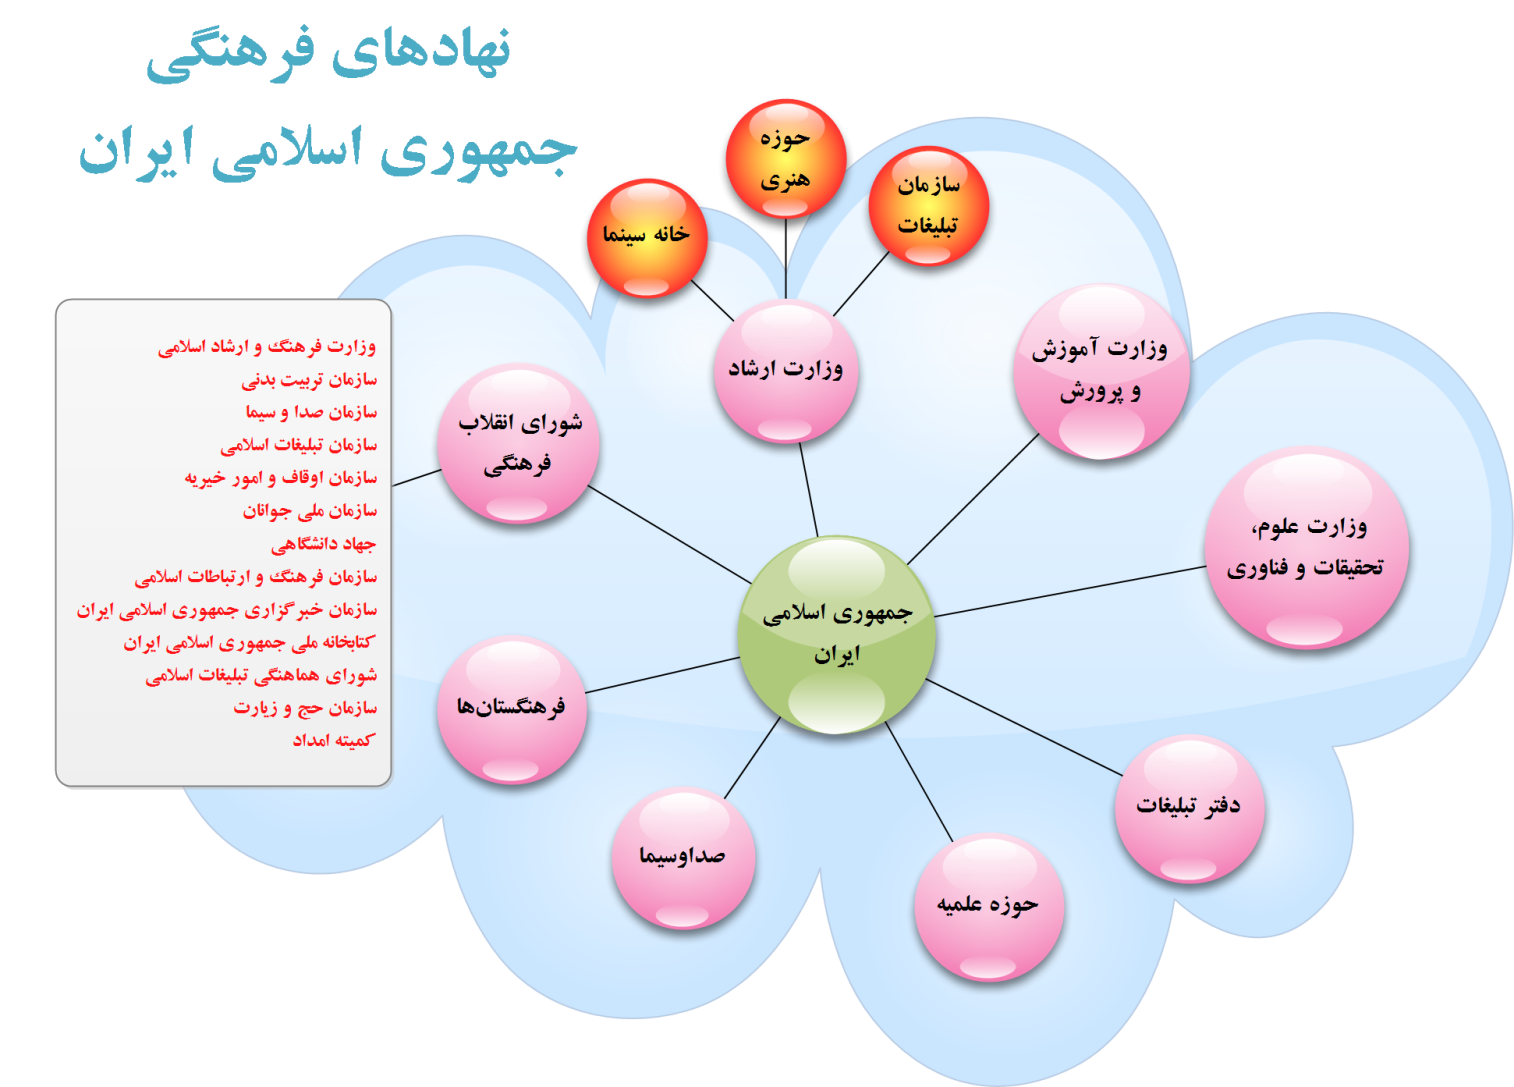 نهادهای فرهنگی
جمهوری اسلامی ایران
حوزه
هنری
سازمان
تبلیغات
خانه سینما
وزارت ارشاد
وزارت آموزش
و پرورش
شورای انقلاب
فرهنگی
وزارت علوم،
تحقیقات و فناوری
جمهوری اسلامی
ایران
فرهنگستان‌ها
صداوسیما
حوزه علمیه
دفتر تبلیغات
وزارت فرهنگ و ارشاد اسلامی
سازمان تربیت بدنی
سازمان صدا و سیما
سازمان تبلیغات اسلامی
سازمان اوقاف و امور خیریه
سازمان ملی جوانان
جهاد دانشگاهی
سازمان فرهنگ و ارتباطات اسلامی
سازمان خبرگزاری جمهوری اسلامی ایران
کتابخانه ملی جمهوری اسلامی ایران
شورای هماهنگی تبلیغات اسلامی
سازمان حج و زیارت
کمیته امداد